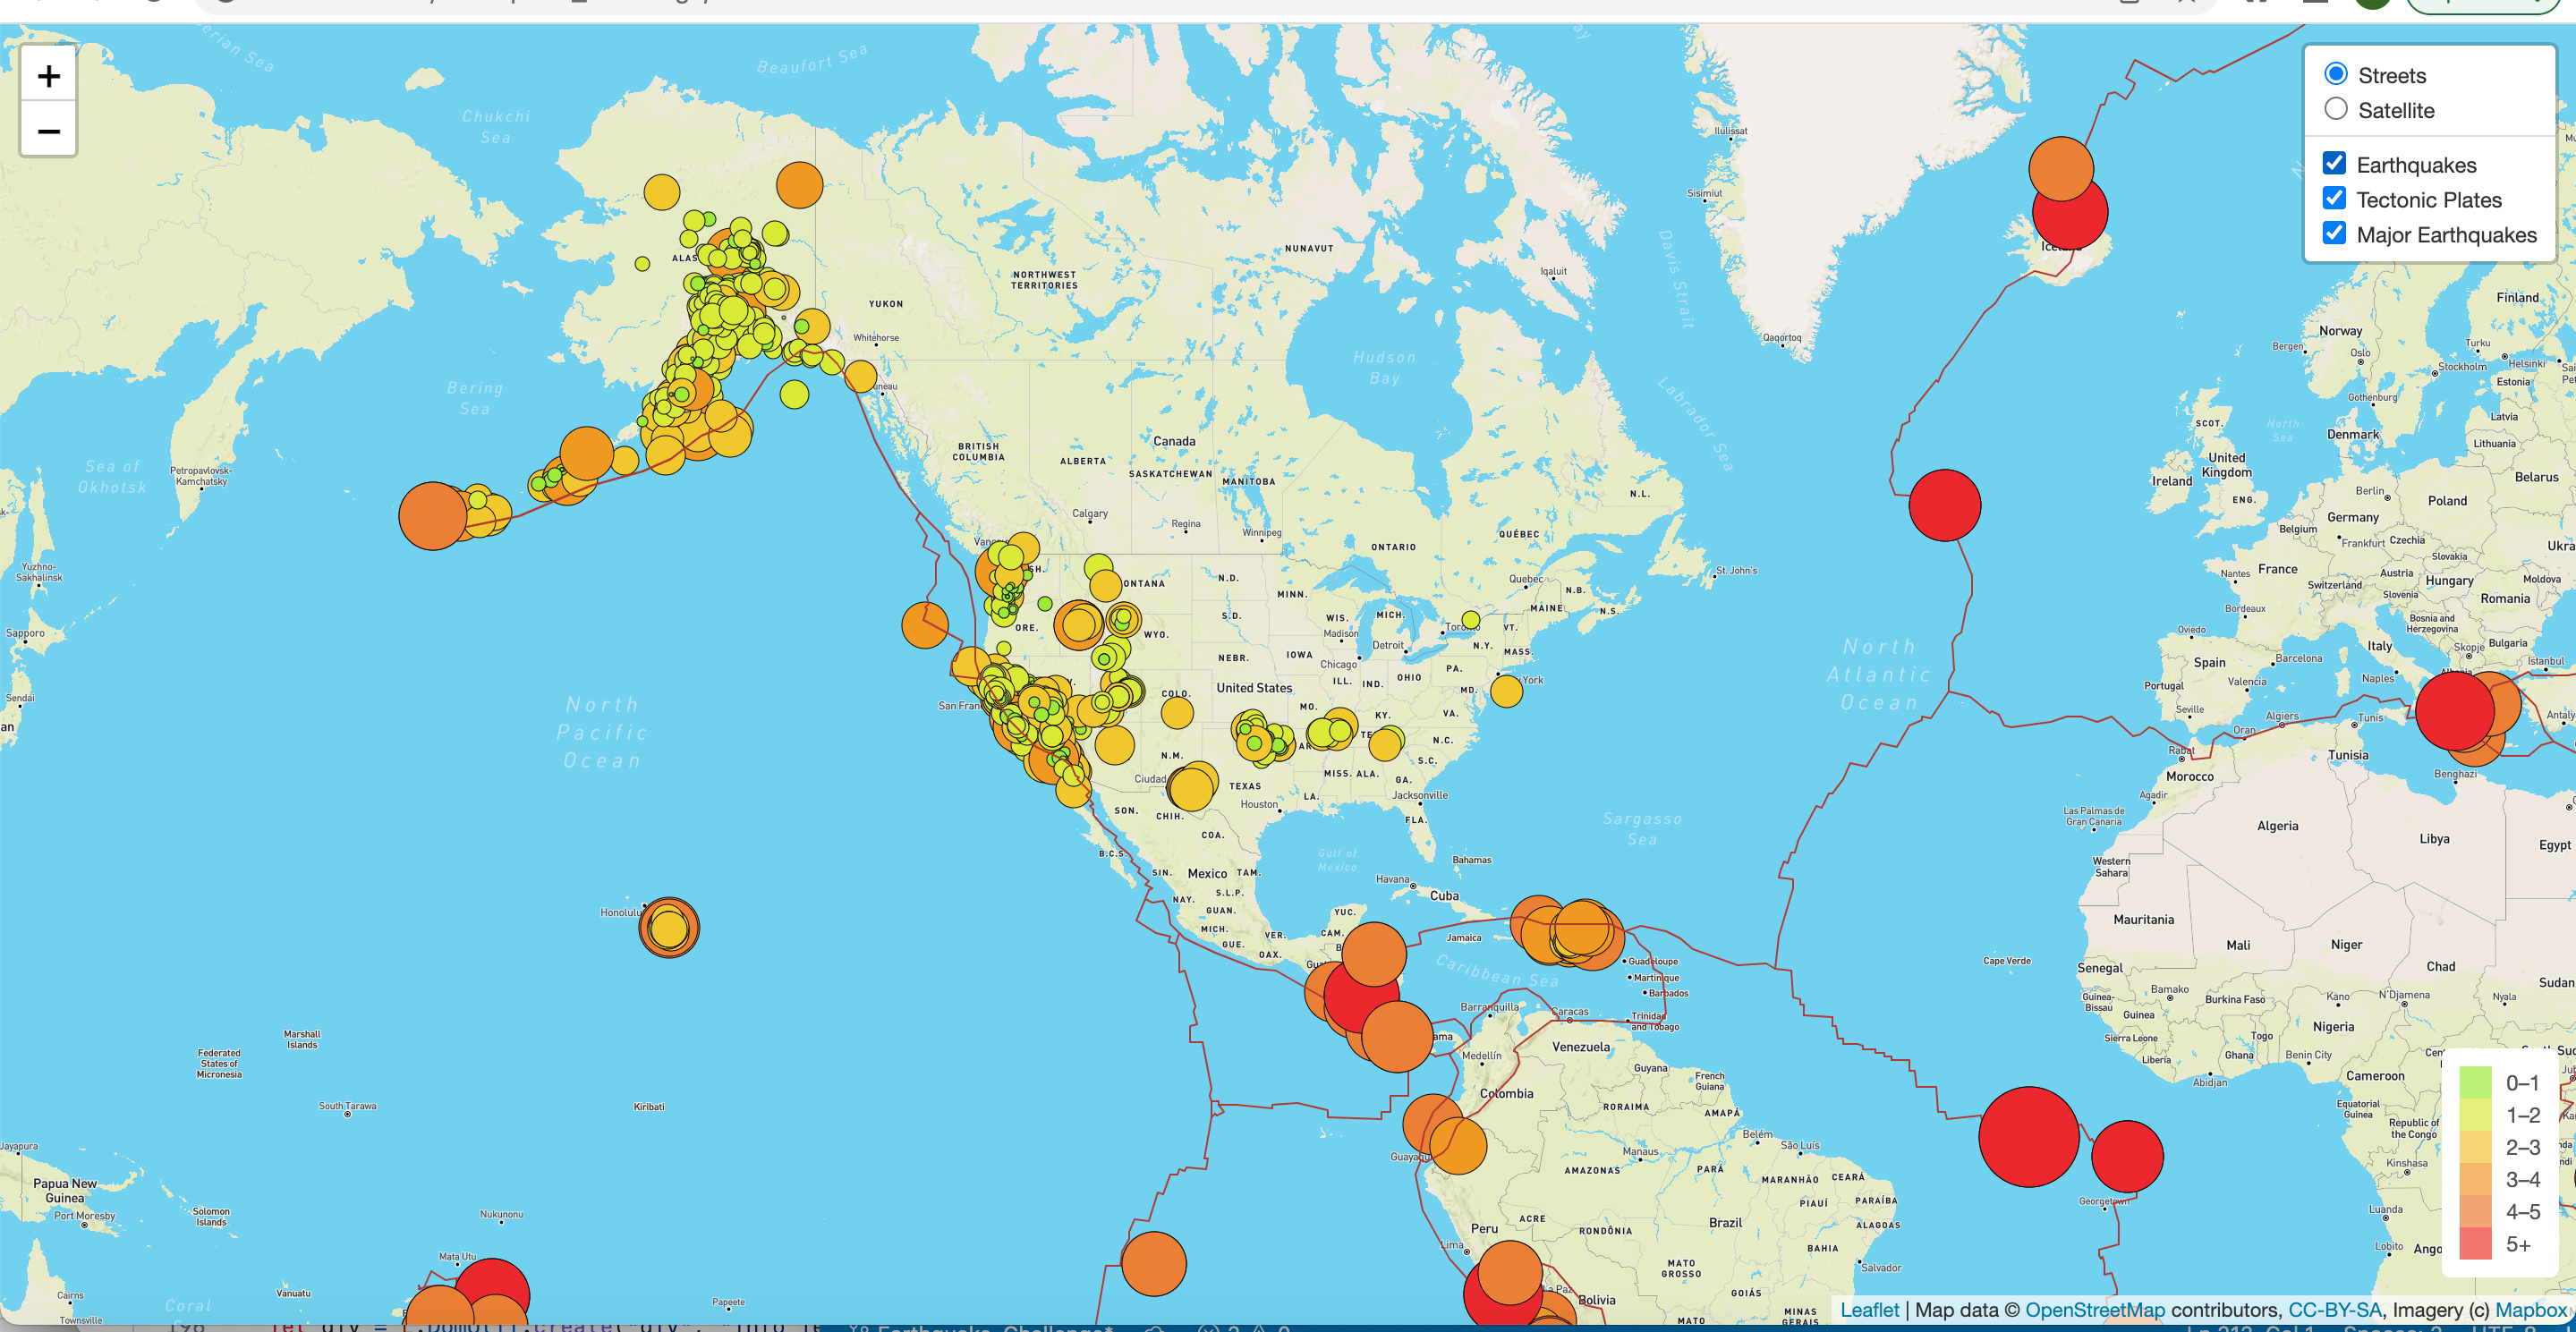 +
−
Streets
Satellite
Earthquakes
Tectonic Plates
Major Earthquakes
Beaufort Sea
Chukchi
Sea
Ilulissat
Sisimiut
NUNAVUT
NORTHWEST
TERRITORIES
Iqaluit
Davis Strait
YUKON
Whitehorse
Qaqortoq
Finland
Norway
Bergen
Oslo
Turku
Helsinki
Stockholm
Estonia
Gothenburg
Latvia
Lithuania
Hudson
Bay
Labrador Sea
Bering
Sea
SCOT.
North
Sea
Denmark
United
Kingdom
Ireland
ENG.
Berlin
Poland
Belarus
BRITISH
COLUMBIA
Canada
ALBERTA
SASKATCHEWAN
MANITOBA
N.L.
Sea of
Okhotsk
Petropavlovsk-
Kamchatsky
Calgary
Regina
Winnipeg
ONTARIO
QUÉBEC
Belgium
Germany
Frankfurt
Czechia
Slovakia
Ukra
Yuzhno-
Sakhalinsk
St. John's
Quebec
N.B.
MAINE
N.S.
Nantes
France
Switzerland
Austria
Hungary
Moldova
Slovenia
Romania
Bordeaux
Bosnia and
Herzegovina
Bulgaria
Sapporo
ORE.
WYO.
N.D.
S.D.
MINN.
WIS.
Madison
MICH.
Detroit
VT.
N.Y.
MASS.
Oviedo
Italy
Skopje
Barcelona
Istanbul
NEBR.
IOWA
Chicago
PA.
Spain
Naples
Portugal
Valencia
Sendai
North
Pacific
Ocean
COLO.
United States
ILL.
IND.
OHIO
MD.
York
North
Atlantic
Ocean
Seville
Algiers
Tunis
MO.
KY.
VA.
Oran
Rabat
Tunisia
N.M.
N.C.
S.C.
Morocco
Benghazi
Ciudad
TEXAS
MISS.
ALA.
GA.
Agadir
Houston
LA.
Jacksonville
FLA.
SON.
CHIH.
COA.
Sargasso
Sea
Las Palmas de
Gran Canaria
Algeria
Libya
Egypt
B.C.S.
Gulf of
Mexico
Bahamas
Western
Sahara
SIN.
Mexico
TAM.
Havana
Cuba
S.L.P.
NAY.
GUAN.
YUC.
Honolulu
MICH.
GUE.
VER.
OAX.
CAM.
Jamaica
Mauritania
Mali
Niger
Chad
Guadeloupe
Martinique
Barbados
Caribbean Sea
Cape Verde
Senegal
Bamako
Burkina Faso
Kano
N'Djamena
Nyala
Sudan
Guinea-
Bissau
Guinea
Barranquilla
Caracas
Trinidad
and Tobago
Nigeria
Marshall
Islands
Federated
States of
Micronesia
Medellín
Venezuela
Sierra Leone
Liberia
Togo
Ghana
Benin City
Abidjan
Cameroon
Guyana
French
Guiana
South Tarawa
Kiribati
Colombia
RORAIMA
AMAPÁ
Equatorial
Guinea
Republic of
the Congo
Kinshasa
Belém
São Luís
Manaus
AMAZONAS
PARÁ
MARANHÃO
CEARÁ
PIAUÍ
PARAÍBA
Georgetown
Luanda
Papua New
Guinea
Port Moresby
Solomon
Islands
Nukunonu
Peru
ACRE
RONDÔNIA
Brazil
ALAGOAS
BAHIA
Lima
Lobito
Mata Utu
MATO
GROSSO
Salvador
Cairns
Townsville
Vanuatu
Coral
Papeete
Bolivia
GOIÁS
MINAS
GERAIS
MATO
0–1
1–2
2–3
3–4
4–5
5+
Leaflet | Map data © OpenStreetMap contributors, CC-BY-SA, Imagery (c) Mapbox